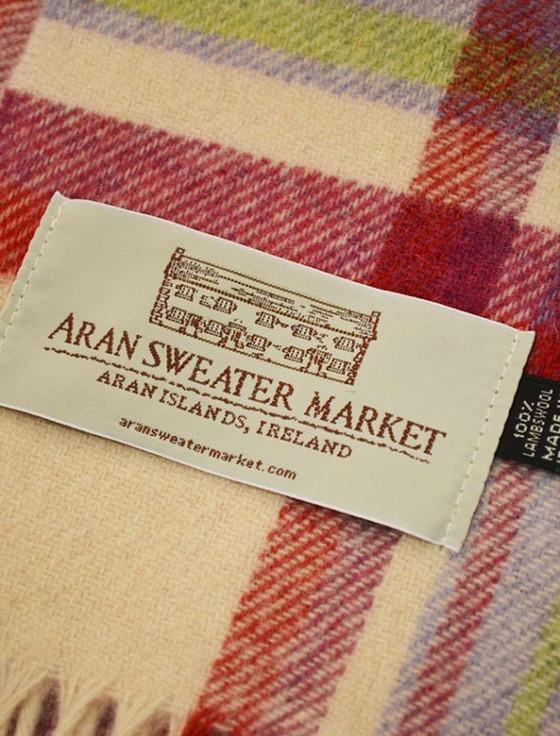 ARAN SWEATER MARKET
ARAN ISLANDS, IRELAND
aransweatermarket.com
100%
LAMBSWOOL
MADE